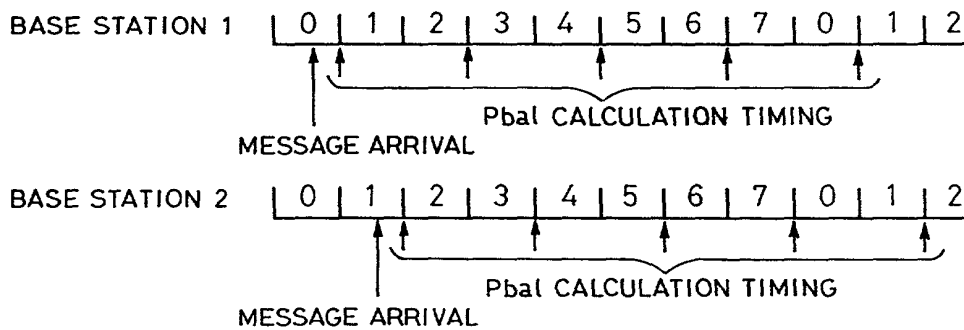 BASE STATION 1 0 1 2 3 4 5 6 7 0 1 2
Pbal CALCULATION TIMING
MESSAGE ARRIVAL
BASE STATION 2 0 1 2 3 4 5 6 7 0 1 2
Pbal CALCULATION TIMING
MESSAGE ARRIVAL